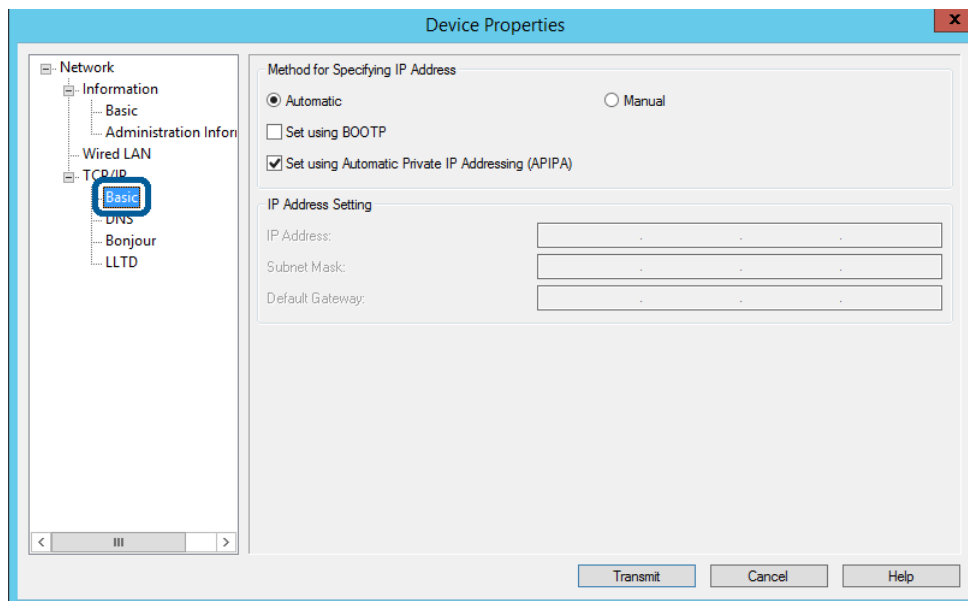 Device Properties
x
Network
Information
Basic
Administration Infor
Wired LAN
TCP/IP
Basic
DNS
Bonjour
LLTD
Method for Specifying IP Address
Automatic
Manual
Set using BOOTP
Set using Automatic Private IP Addressing (APIPA)
IP Address Setting
IP Address:
Subnet Mask:
Default Gateway:
Transmit
Cancel
Help